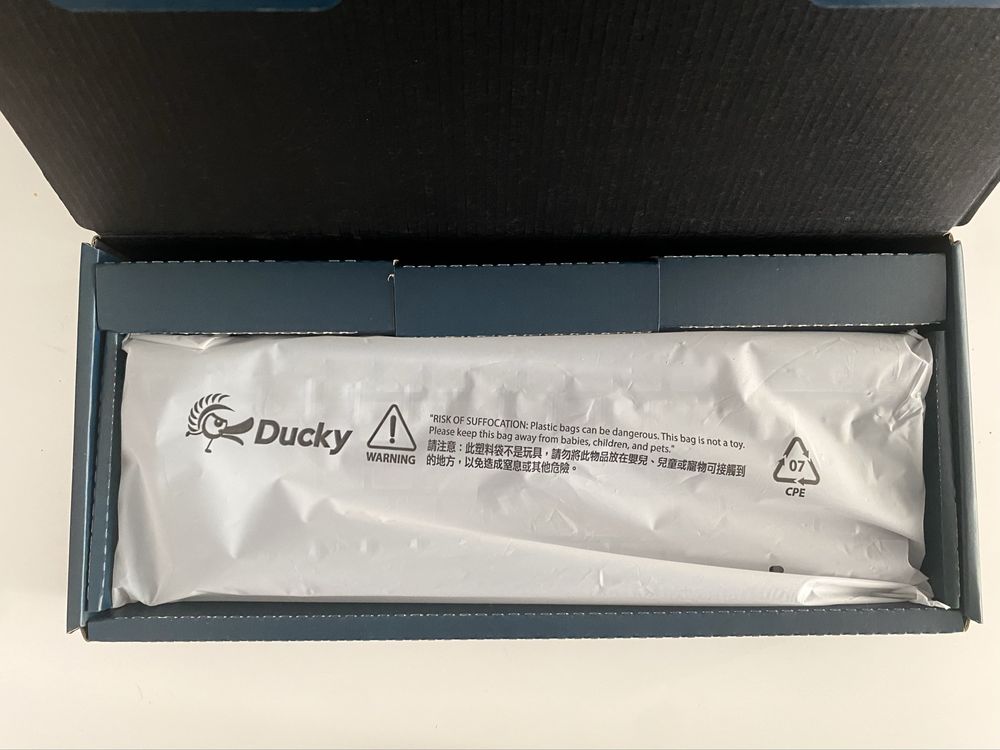 Ducky
WARNING
"RISK OF SUFFOCATION: Plastic bags can be dangerous. This bag is not a toy.
Please keep this bag away from babies, children, and pets."
請注意：此塑料袋不是玩具，請勿將此物品放在嬰兒、兒童或寵物可接觸到
的地方，以免造成窒息或其他危險。
07
CPE